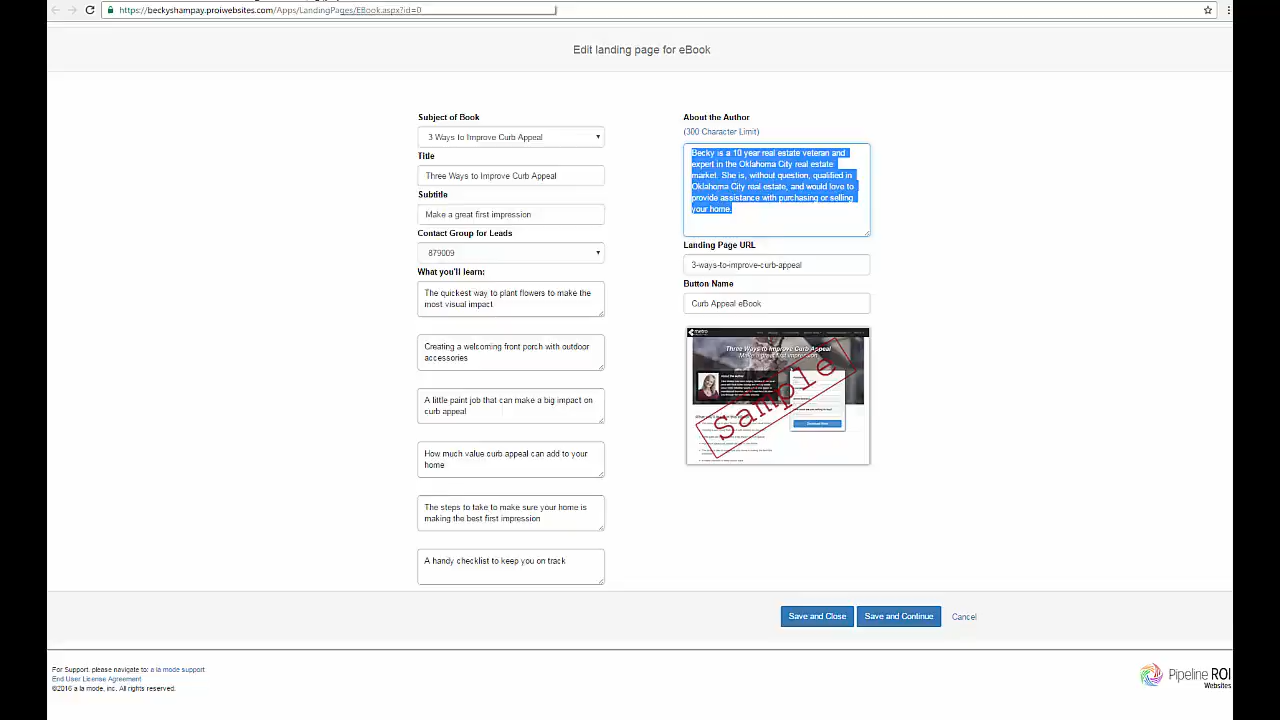 https://beckyshampay.proiwebsites.com/Apps/LandingPages/EBook.aspx?id=0
Edit landing page for eBook
Subject of Book
3 Ways to Improve Curb Appeal
Title
Three Ways to Improve Curb Appeal
Subtitle
Make a great first impression
Contact Group for Leads
879009
What you'll learn:
The quickest way to plant flowers to make the
most visual impact
Creating a welcoming front porch with outdoor
accessories
A little paint job that can make a big impact on
curb appeal
How much value curb appeal can add to your
home
The steps to take to make sure your home is
making the best first impression
A handy checklist to keep you on track
About the Author
(300 Character Limit)
Becky is a 10 year real estate veteran and
expert in the Oklahoma City real estate
market. She is, without question, qualified in
Oklahoma City real estate, and would love to
provide assistance with purchasing or selling
your home.
Landing Page URL
3-ways-to-improve-curb-appeal
Button Name
Curb Appeal eBook
metro
Three Ways to Improve Curb Appeal
Make a great first impression
About the author
Sample
Save and Close
Save and Continue
Cancel
For Support, please navigate to: a la mode support
End User License Agreement
©2016 a la mode, inc. All rights reserved.
Pipeline ROI
Websites